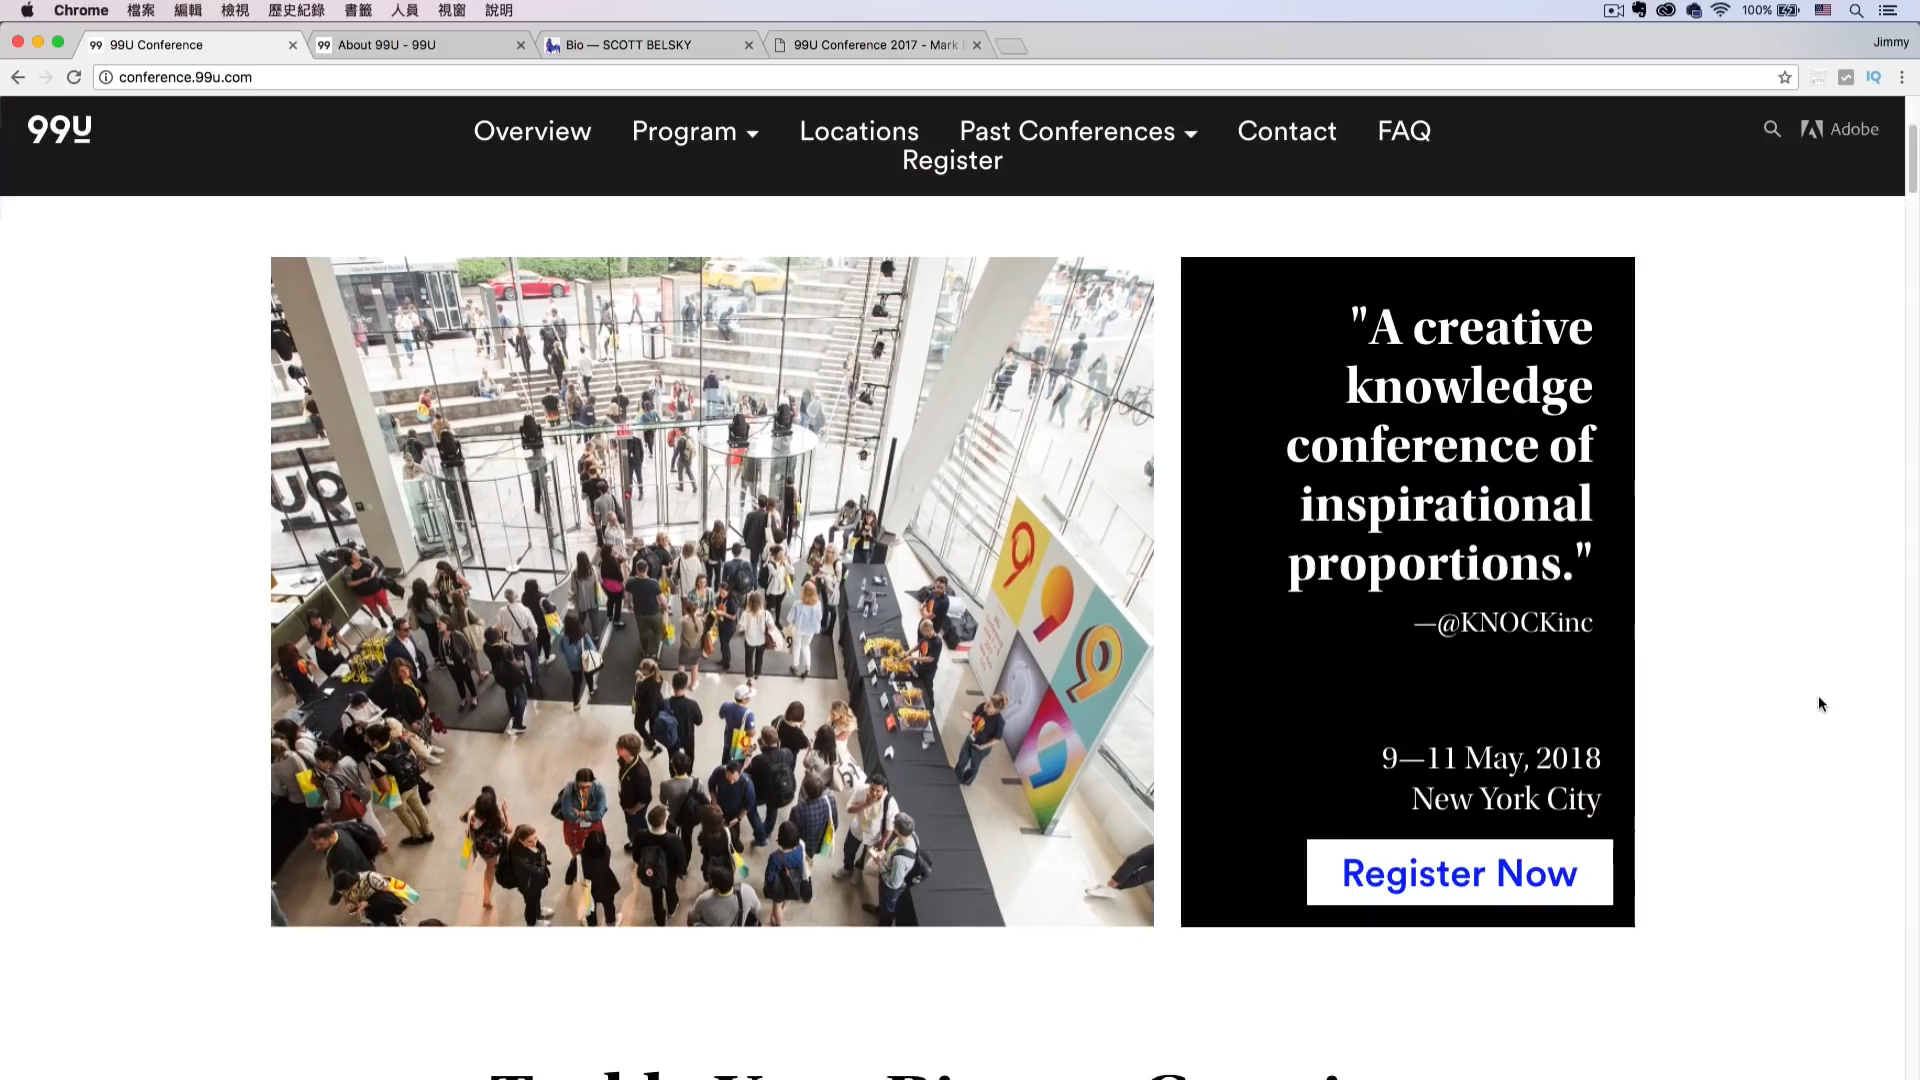 Chrome 檔案 編輯 檢視 歷史紀錄 書籤 人員 視窗 說明 100%
99U Conference About 99U - 99U Bio — SCOTT BELSKY 99U Conference 2017 - Mark Jimmy
conference.99u.com IQ
99U Overview Program Locations Past Conferences Contact FAQ Adobe
Register
"A creative
knowledge
conference of
inspirational
proportions."
—@KNOCKinc
9—11 May, 2018
New York City
Register Now